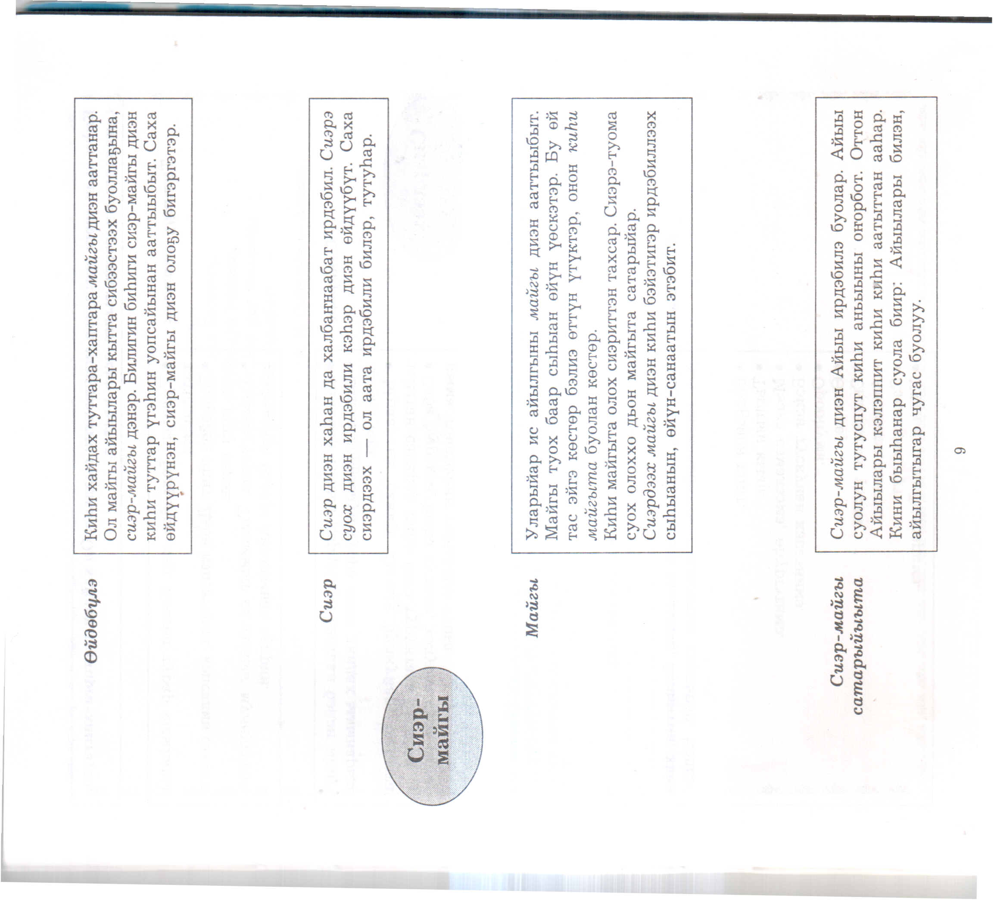 Сиэр-
майгы
Өйдөбүлэ
Киһи хайдах туттара-хаптара майгы диэн ааттанар.
Ол майгы айыылары кытта сибээстээх буоллаҕына,
сиэр-майгы дэнэр. Билигин биһиги сиэр-майгы диэн
киһи туттар үгэһин уопсайынан ааттыыбыт. Саха
өйдүүрүнэн, сиэр-майгы диэн олоҕу бигэргэтэр.
Сиэр
Сиэр диэн хаһан да халбаҥнаабат ирдэбил. Сиэрэ
суох диэн ирдэбили кэһэр диэн өйдүүбүт. Саха
сиэрдээх — ол аата ирдэбили билэр, тутуһар.
Майгы
Уларыйар ис айылгыны майгы диэн ааттыыбыт.
Майгы туох баар сыһыан өйүн үөскэтэр. Бу өй
тас эйгэ көстөр бэлиэ өттүн үтүктэр, онон киһи
майгыта буолан көстөр.
Киһи майгыта олох сиэриттэн тахсар. Сиэрэ-туома
суох олоххо дьон майгыта сатарыйар.
Сиэрдээх майгы диэн киһи бэйэтигэр ирдэбиллээх
сыһыанын, өйүн-санаатын этэбит.
Сиэр-майгы
сатарыйыыта
Сиэр-майгы диэн Айыы ирдэбилэ буолар. Айыы
суолун тутуспут киһи аньыыны оҥорбот. Оттон
Айыылары кэлэппит киһи киһи аатыттан ааһар.
Кини быыһанар суола биир: Айыылары билэн,
айылгытыгар чугас буолуу.
9